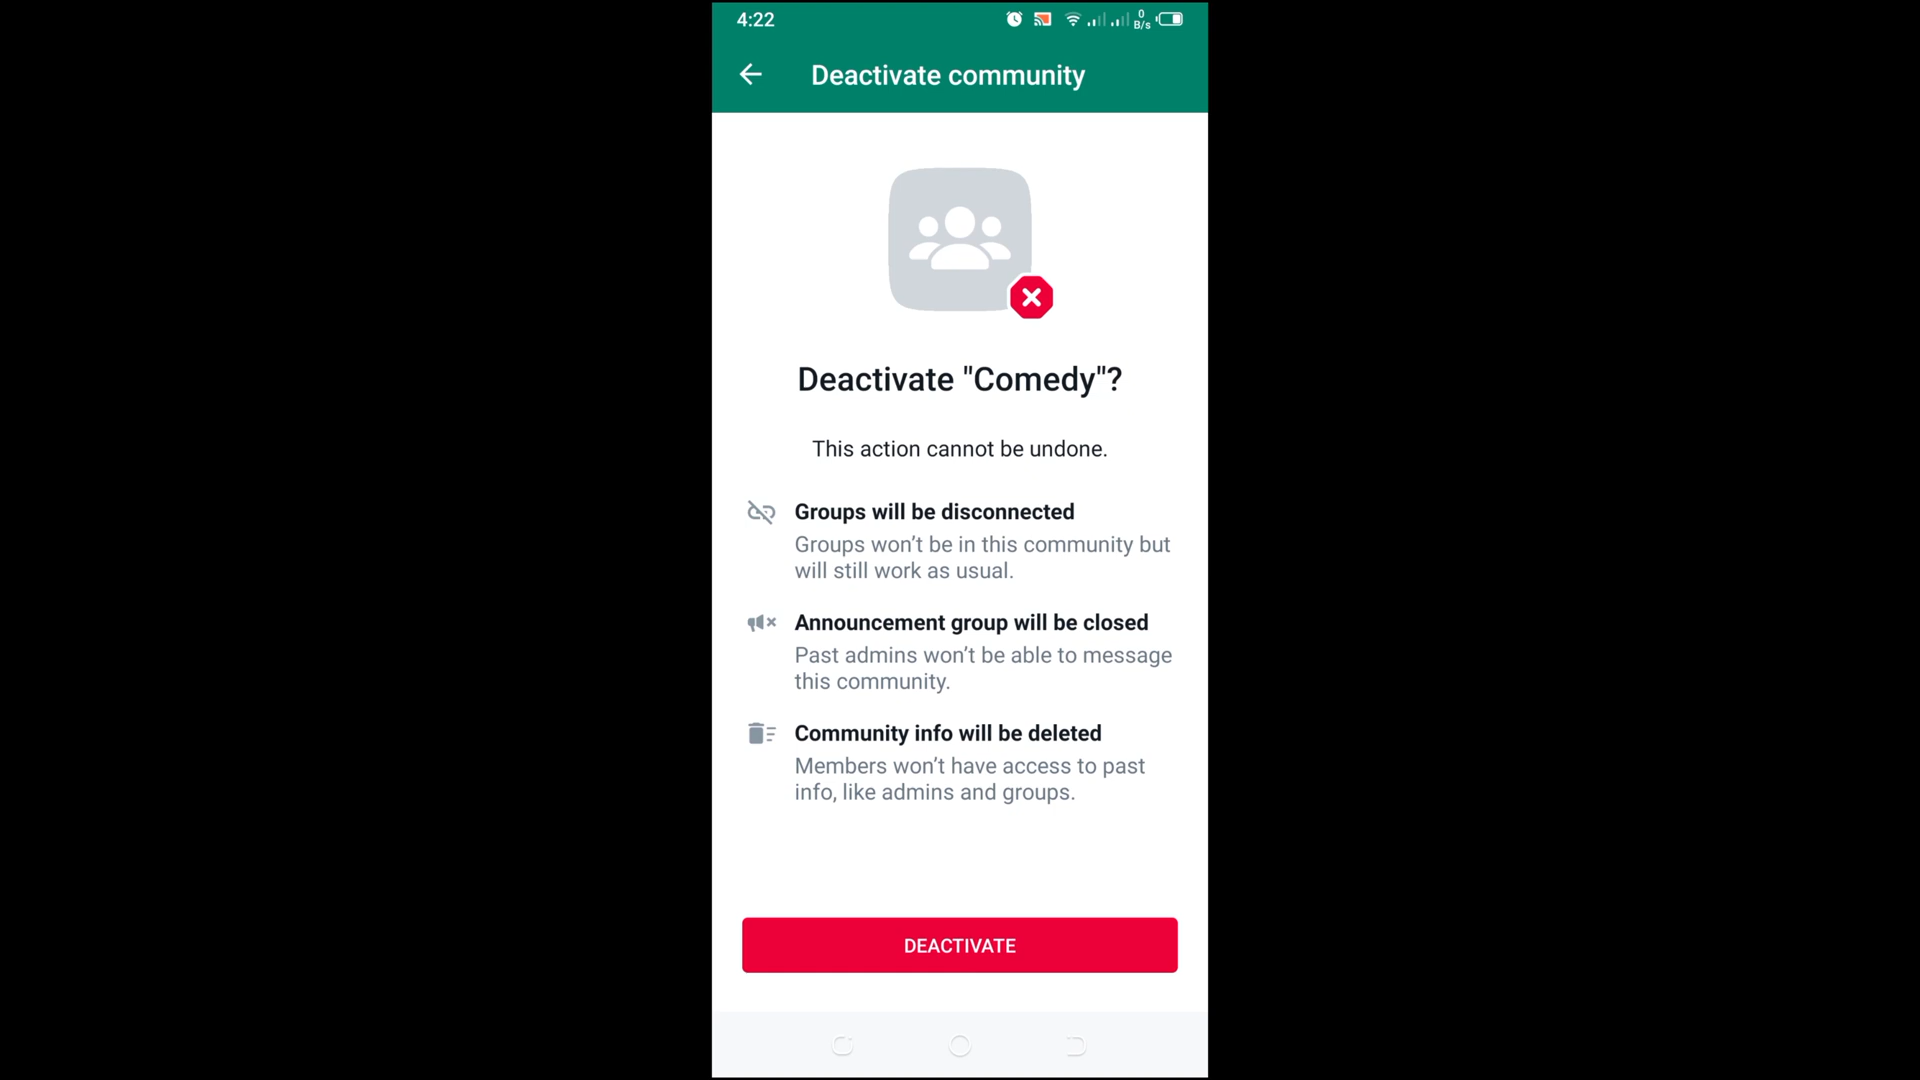 4:22
0
B/s
Deactivate community
Deactivate "Comedy"?
This action cannot be undone.
Groups will be disconnected
Groups won’t be in this community but
will still work as usual.
Announcement group will be closed
Past admins won’t be able to message
this community.
Community info will be deleted
Members won’t have access to past
info, like admins and groups.
DEACTIVATE